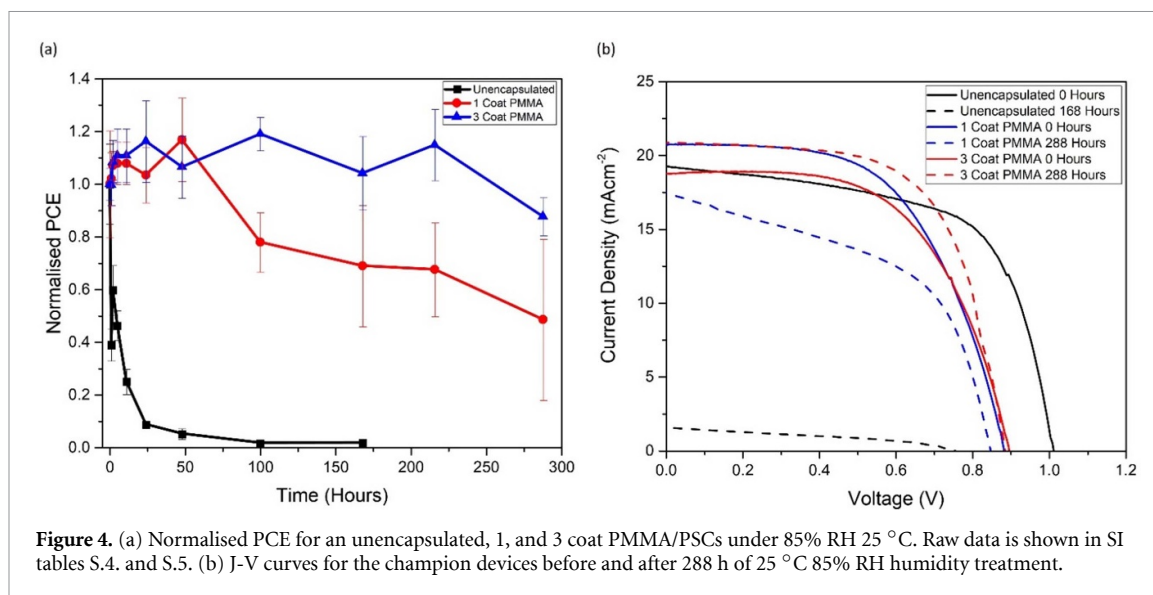 (a)
1.4
1.2
1.0
0.8
0.6
0.4
0.2
0.0
Normalised PCE
Unencapsulated
1 Coat PMMA
3 Coat PMMA
0
50
100
150
200
250
300
Time (Hours)
(b)
25
20
15
10
5
0
Current Density (mAcm⁻²)
Unencapsulated 0 Hours
Unencapsulated 168 Hours
1 Coat PMMA 0 Hours
1 Coat PMMA 288 Hours
3 Coat PMMA 0 Hours
3 Coat PMMA 288 Hours
0.0
0.2
0.4
0.6
0.8
1.0
1.2
Voltage (V)
Figure 4. (a) Normalised PCE for an unencapsulated, 1, and 3 coat PMMA/PSCs under 85% RH 25 °C. Raw data is shown in SI
tables S.4. and S.5. (b) J-V curves for the champion devices before and after 288 h of 25 °C 85% RH humidity treatment.